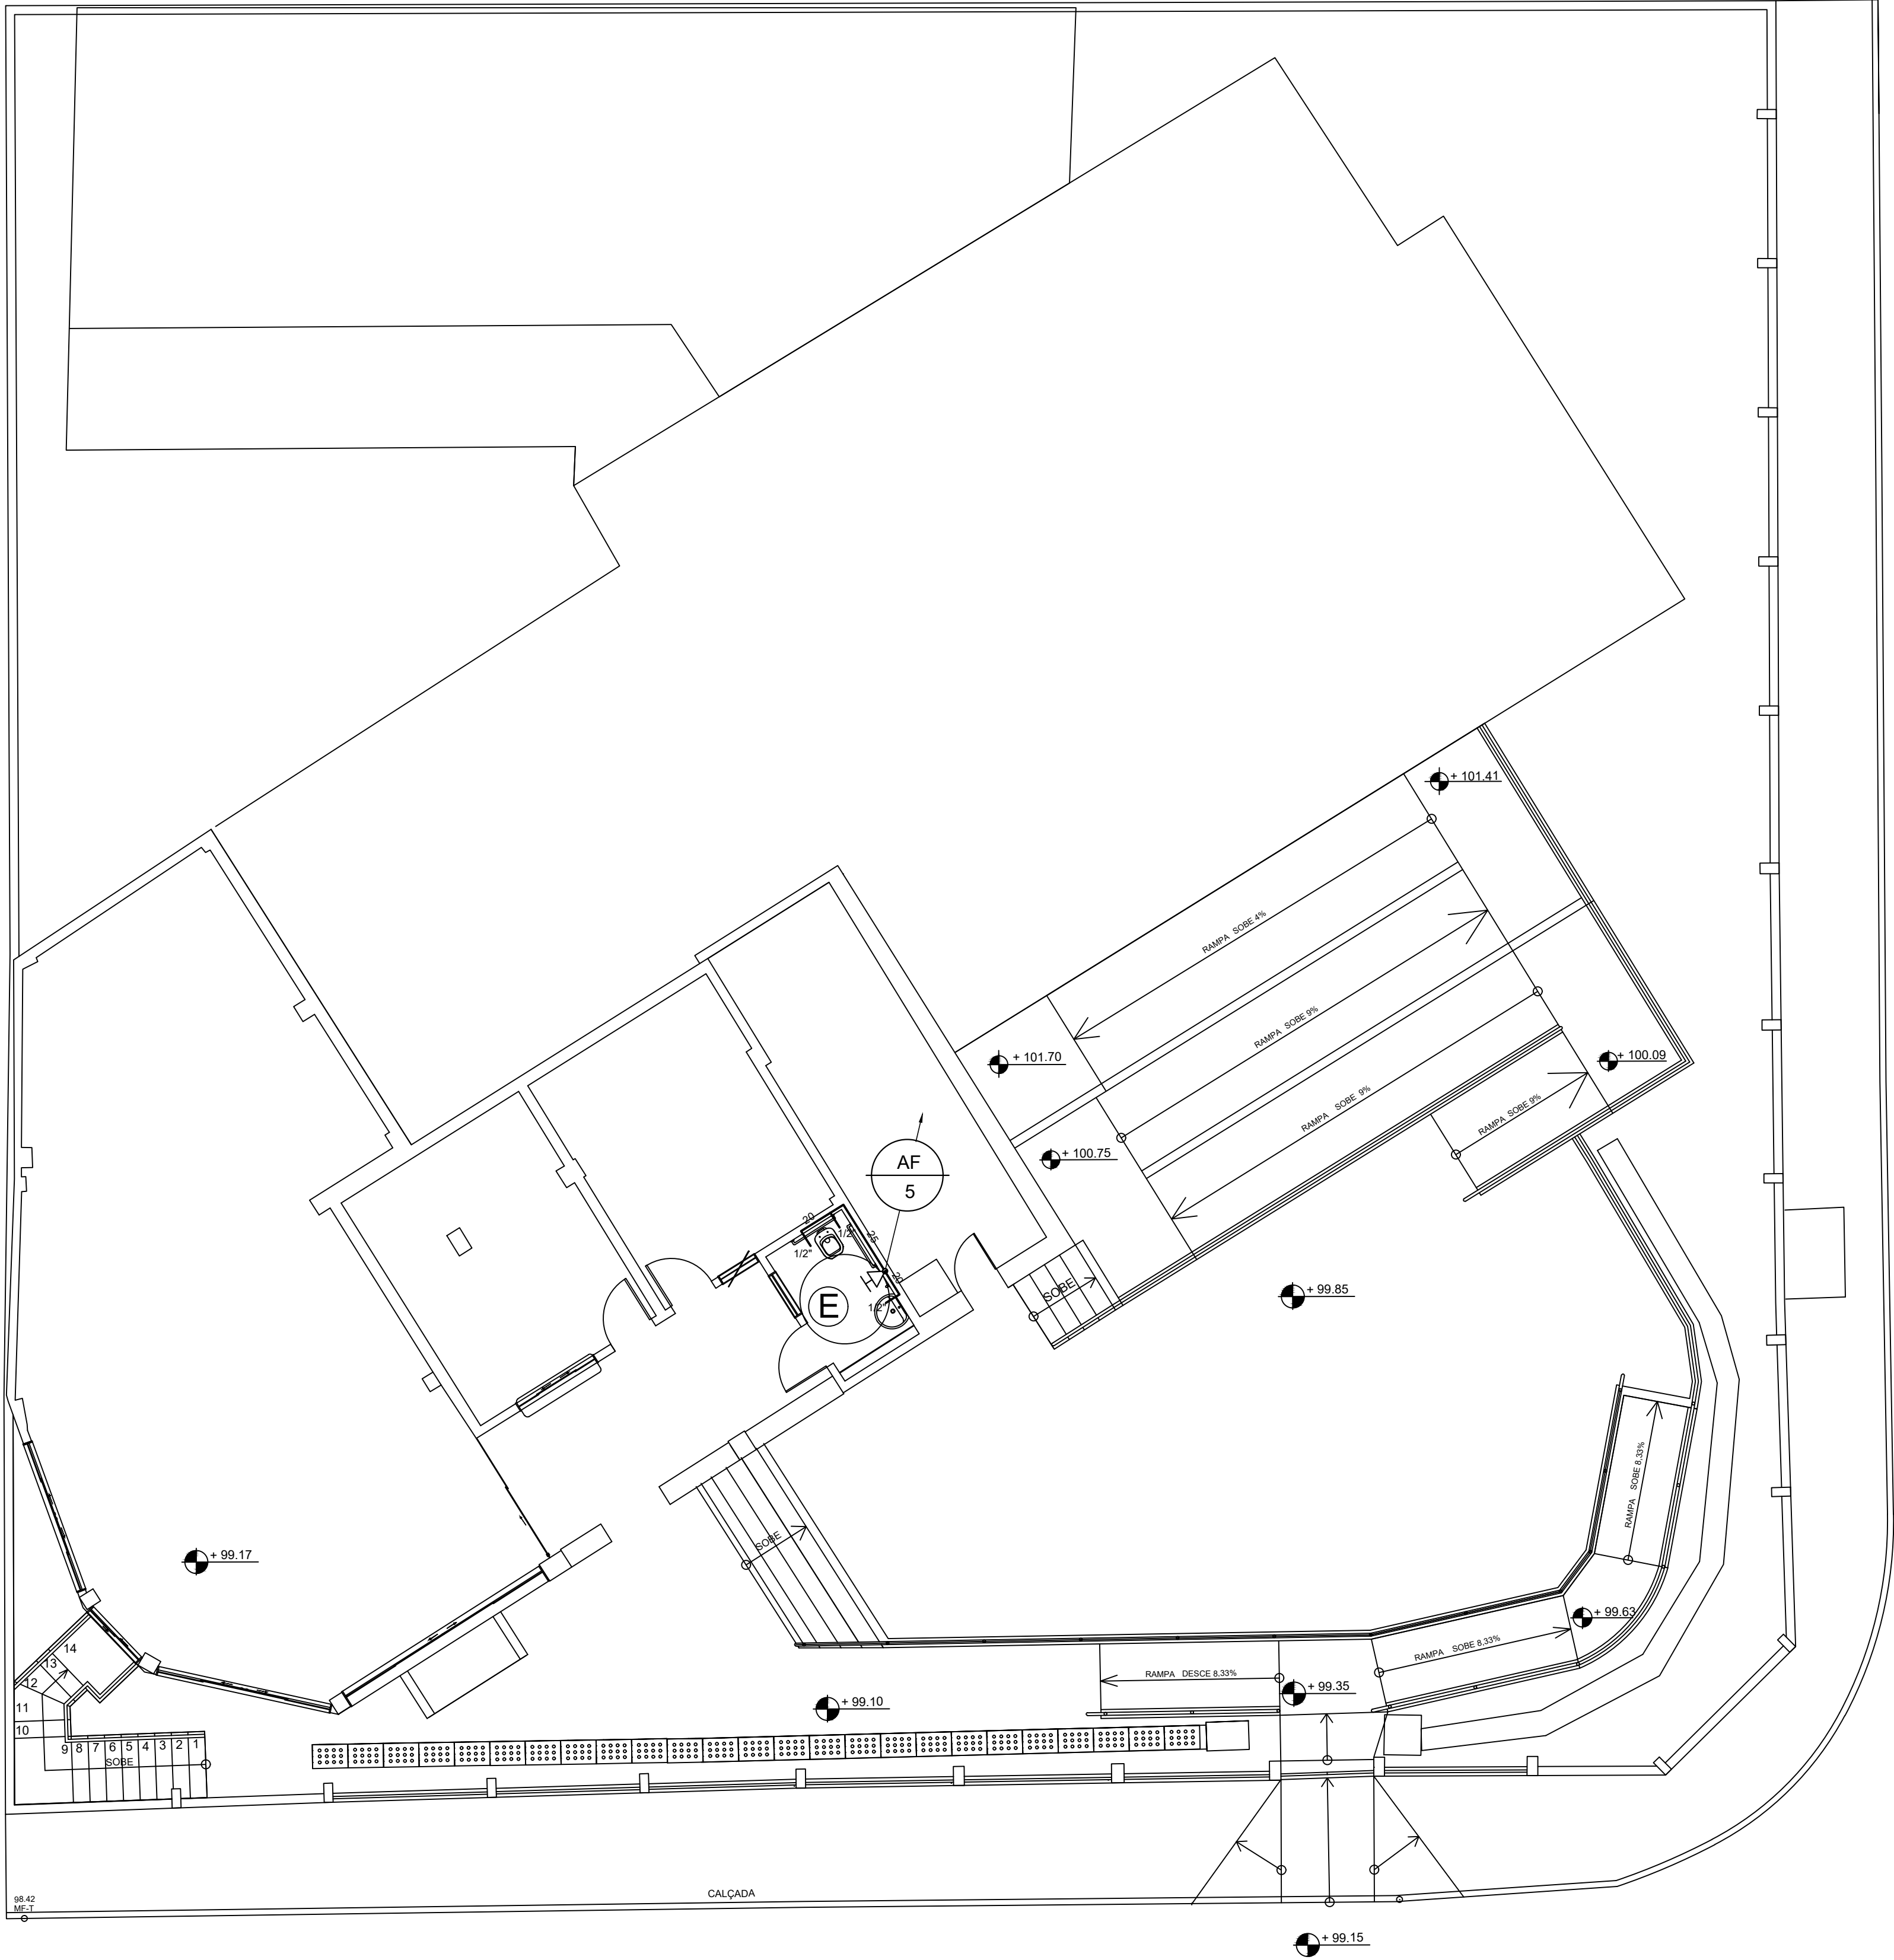 + 101.41
RAMPA SOBE 4%
RAMPA SOBE 9%
+ 101.70
+ 100.09
RAMPA SOBE 9%
RAMPA SOBE 9%
+ 100.75
AF
5
20
1/2"
1/2"
25
20
1/2"
E
SOBE
+ 99.85
RAMPA SOBE 8,33%
SOBE
+ 99.17
+ 99.63
RAMPA SOBE 8,33%
14
13
12
11
10
RAMPA DESCE 8,33%
+ 99.35
+ 99.10
9 8 7 6 5 4 3 2 1
SOBE
CALÇADA
98.42
MF-T
+ 99.15